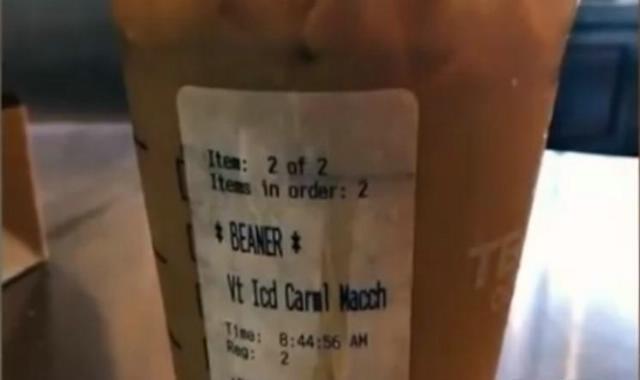 Item: 2 of 2
Items in order: 2
* BEANER *
Vt Icd Carml Macch
Time: 8:44:56 AM
Reg: 2